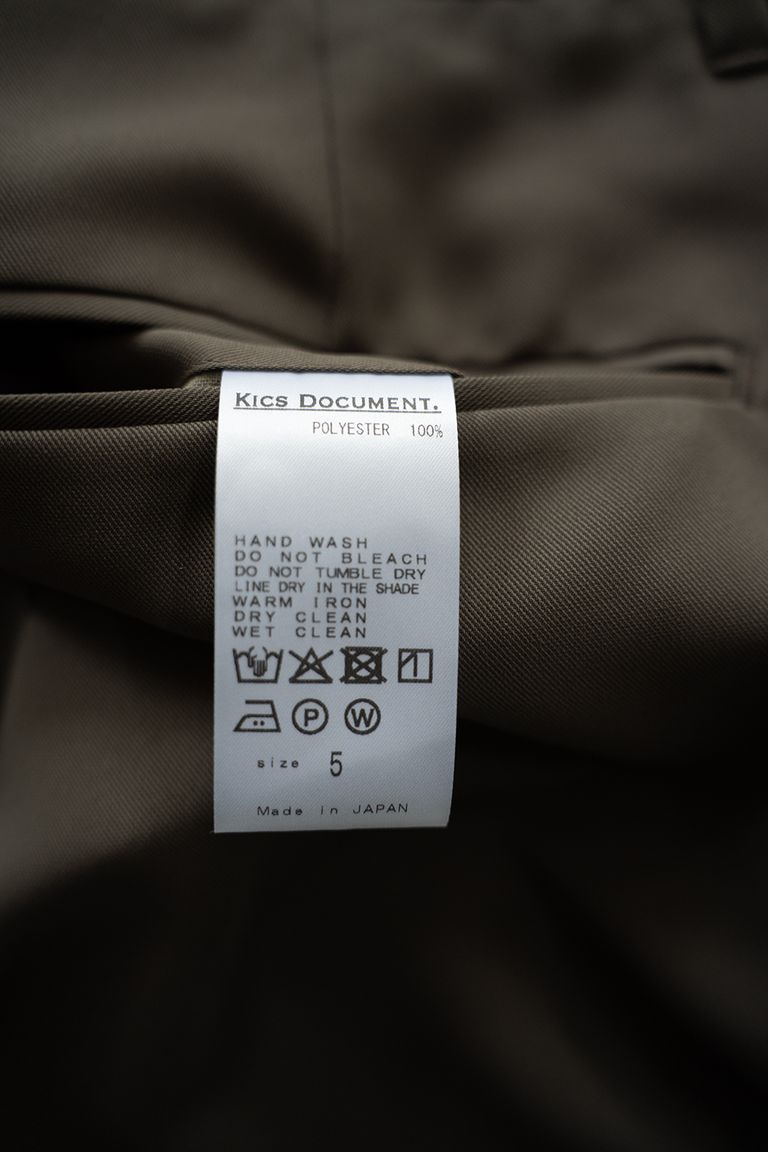 KICS DOCUMENT.
POLYESTER 100%
HAND WASH
DO NOT BLEACH
DO NOT TUMBLE DRY
LINE DRY IN THE SHADE
WARM IRON
DRY CLEAN
WET CLEAN
P W
size 5
Made in JAPAN